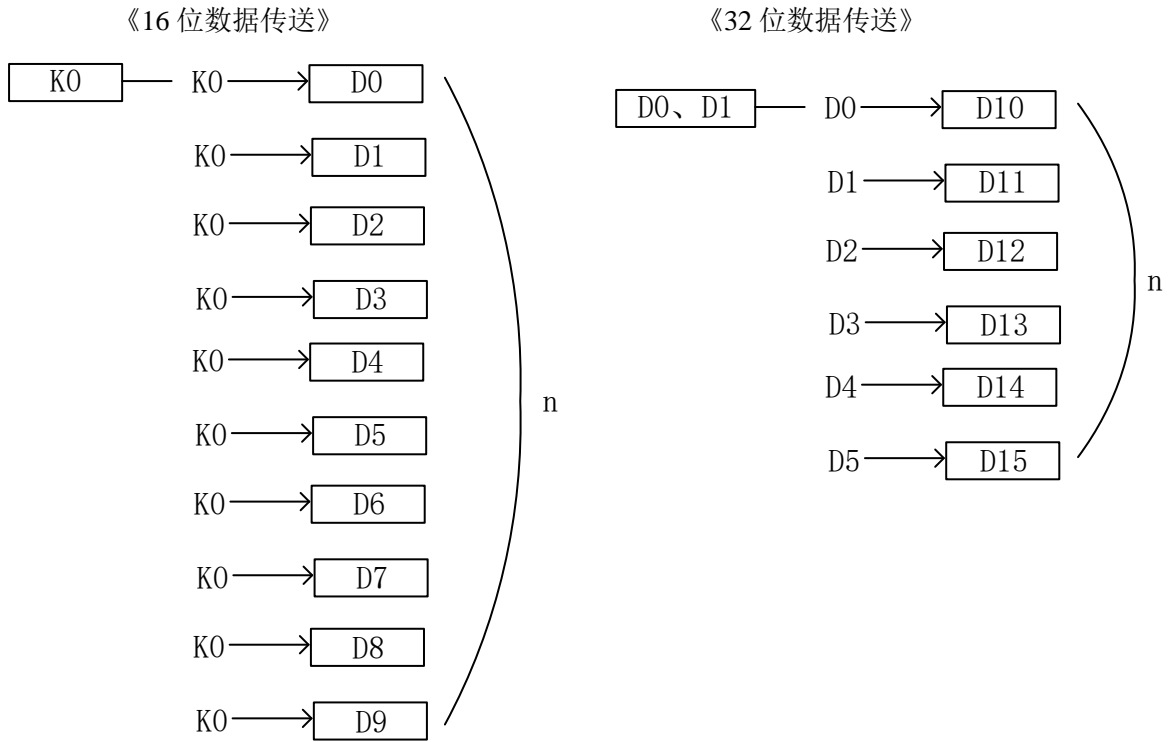 《16 位数据传送》
K0 K0 D0
K0 D1
K0 D2
K0 D3
K0 D4
K0 D5
K0 D6
K0 D7
K0 D8
K0 D9
n
《32 位数据传送》
D0、D1 D0 D10
D1 D11
D2 D12
D3 D13
D4 D14
D5 D15
n